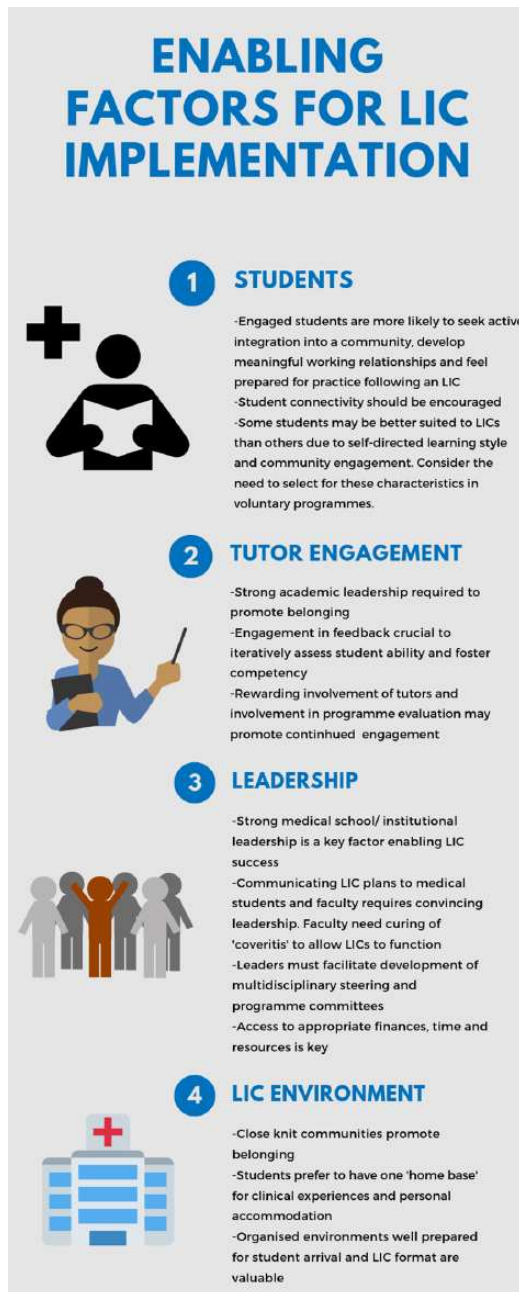 ENABLING
FACTORS FOR LIC
IMPLEMENTATION
1 STUDENTS
-Engaged students are more likely to seek active
integration into a community, develop
meaningful working relationships and feel
prepared for practice following an LIC
-Student connectivity should be encouraged
-Some students may be better suited to LICs
than others due to self-directed learning style
and community engagement. Consider the
need to select for these characteristics in
voluntary programmes.
2 TUTOR ENGAGEMENT
-Strong academic leadership required to
promote belonging
-Engagement in feedback crucial to
iteratively assess student ability and foster
competency
-Rewarding involvement of tutors and
involvement in programme evaluation may
promote continhued engagement
3 LEADERSHIP
-Strong medical school/ institutional
leadership is a key factor enabling LIC
success
-Communicating LIC plans to medical
students and faculty requires convincing
leadership. Faculty need curing of
'coveritis' to allow LICs to function
-Leaders must facilitate development of
multidisciplinary steering and
programme committees
-Access to appropriate finances, time and
resources is key
4 LIC ENVIRONMENT
-Close knit communities promote
belonging
-Students prefer to have one 'home base'
for clinical experiences and personal
accommodation
-Organised environments well prepared
for student arrival and LIC format are
valuable